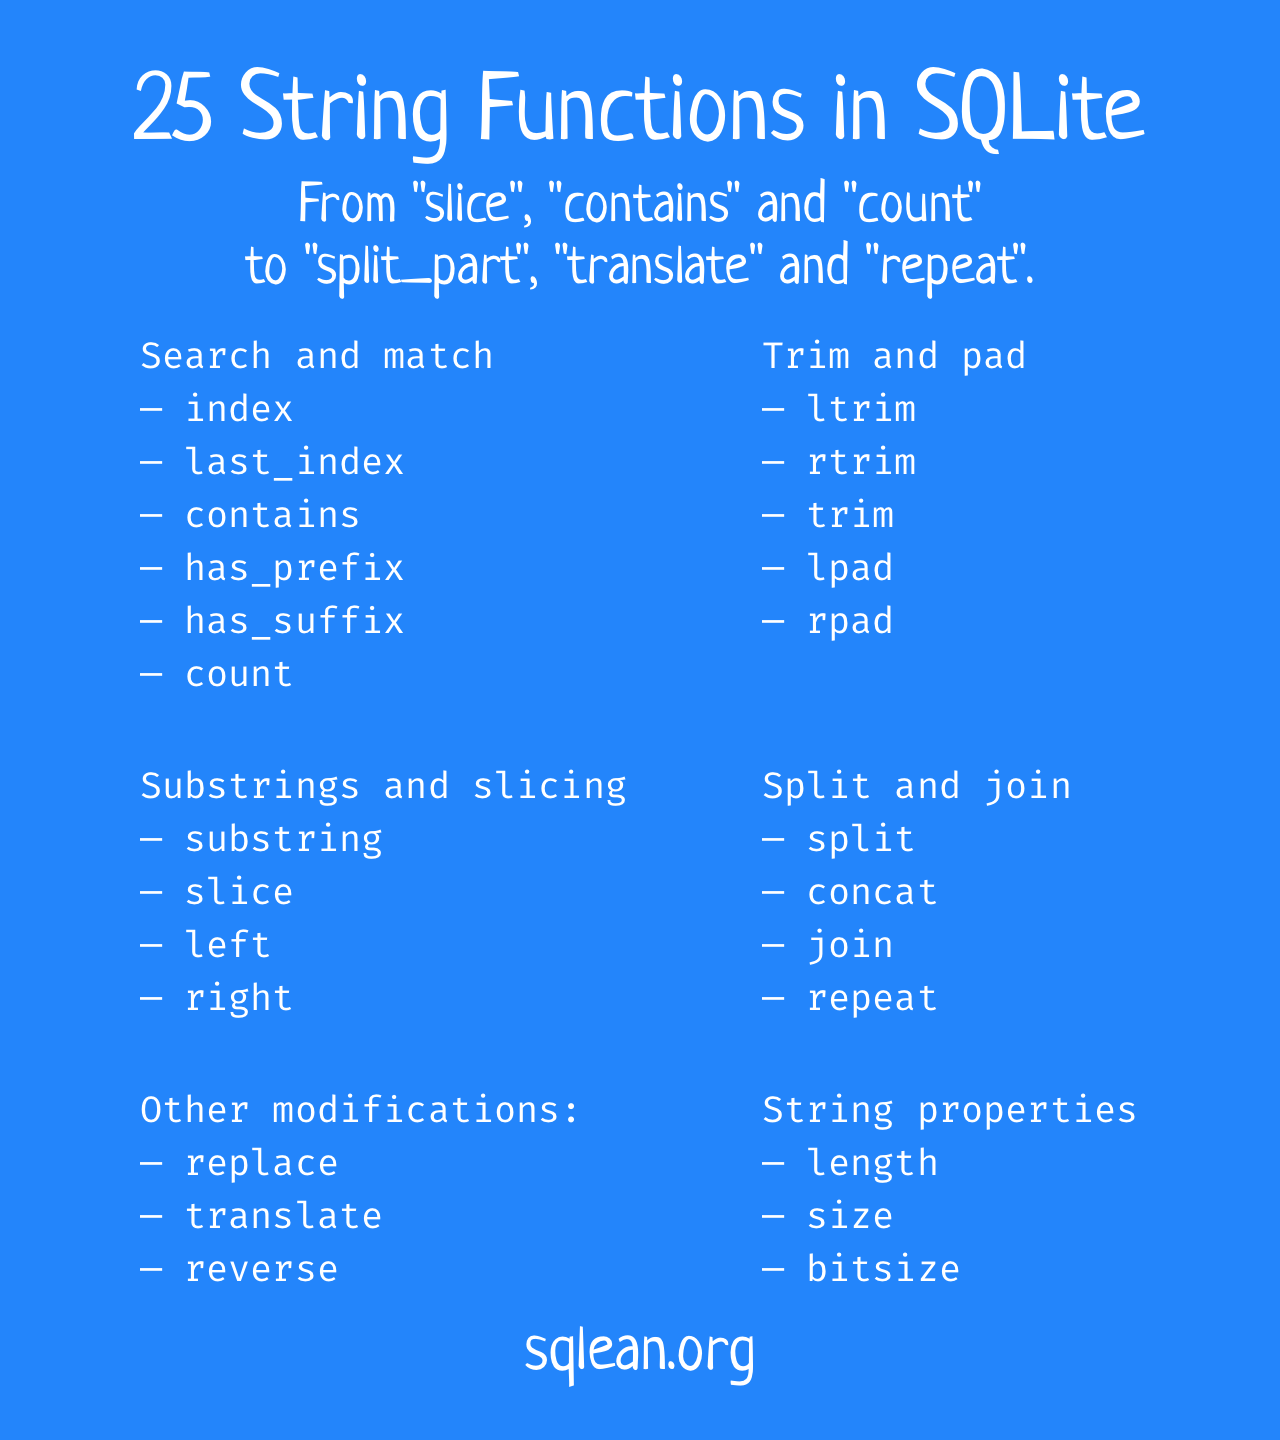 25 String Functions in SQLite
From "slice", "contains" and "count"
to "split_part", "translate" and "repeat".
Search and match
— index
— last_index
— contains
— has_prefix
— has_suffix
— count
Trim and pad
— ltrim
— rtrim
— trim
— lpad
— rpad
Substrings and slicing
— substring
— slice
— left
— right
Split and join
— split
— concat
— join
— repeat
Other modifications:
— replace
— translate
— reverse
String properties
— length
— size
— bitsize
sqlean.org